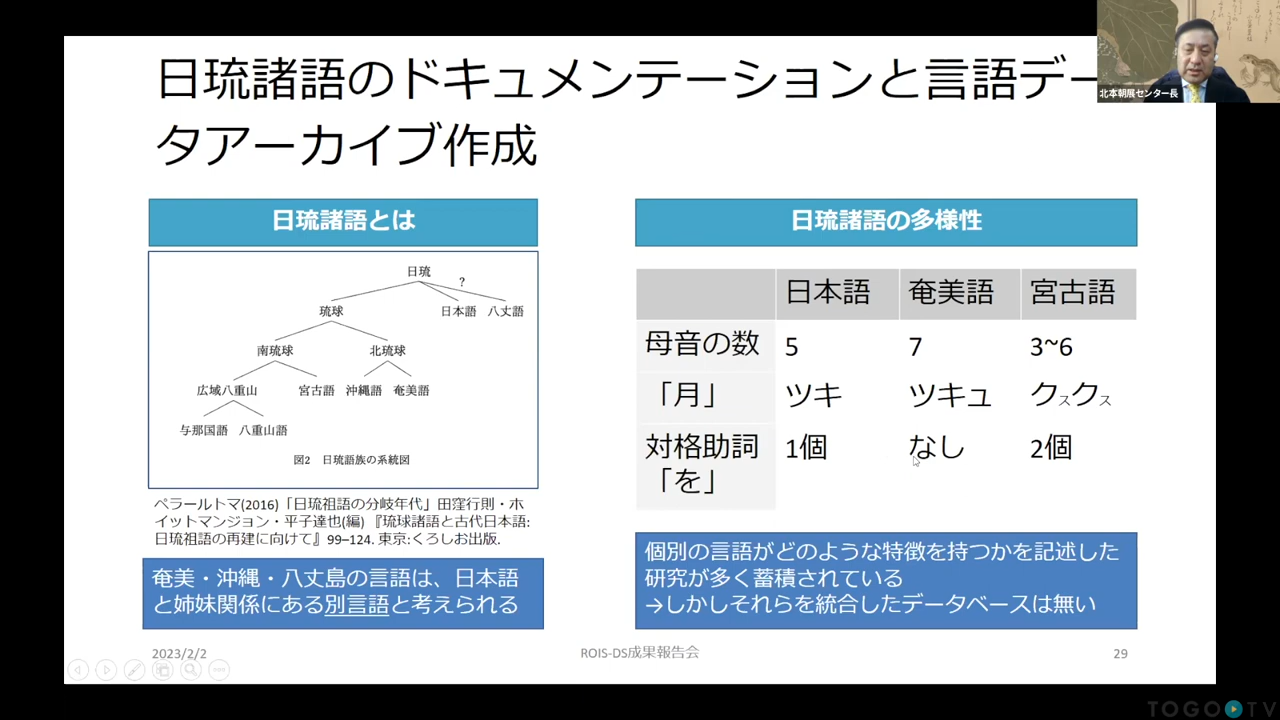 日琉諸語のドキュメンテーションと言語デー
タアーカイブ作成
北本朝展センター長
日琉諸語とは
日琉
?
琉球
日本語 八丈語
南琉球
北琉球
広域八重山
宮古語 沖縄語 奄美語
与那国語 八重山語
図2 日琉語族の系統図
ペラールトマ(2016)「日琉祖語の分岐年代」田窪行則・ホ
イットマンジョン・平子達也(編) 『琉球諸語と古代日本語:
日琉祖語の再建に向けて』99–124. 東京:くろしお出版.
奄美・沖縄・八丈島の言語は、日本語
と姉妹関係にある別言語と考えられる
日琉諸語の多様性
日本語 奄美語 宮古語
母音の数 5 7 3~6
「月」 ツキ ツキュ クスクス
対格助詞 1個 なし 2個
「を」
個別の言語がどのような特徴を持つかを記述した
研究が多く蓄積されている
→しかしそれらを統合したデータベースは無い
2023/2/2
ROIS-DS成果報告会
29
TOGO TV